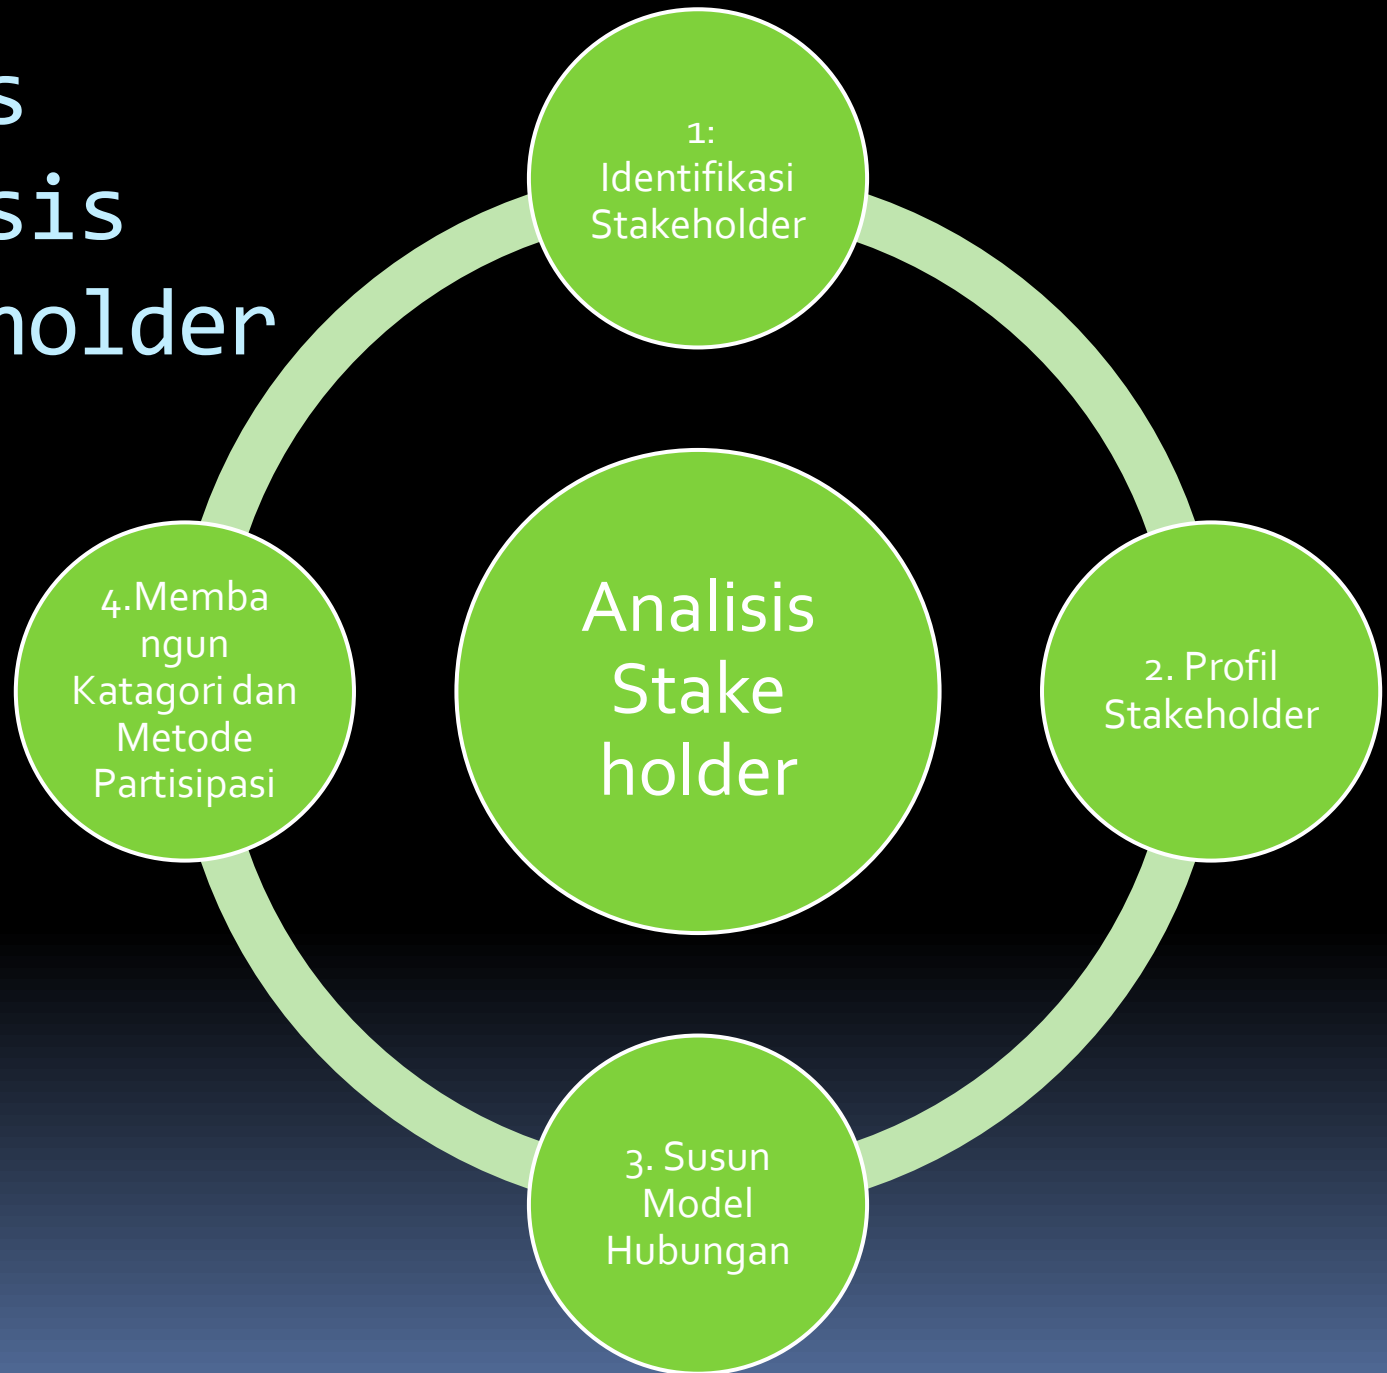 s
sis
holder
1:
Identifikasi
Stakeholder
Analisis
Stake
holder
2. Profil
Stakeholder
3. Susun
Model
Hubungan
4.Memba
ngun
Katagori dan
Metode
Partisipasi